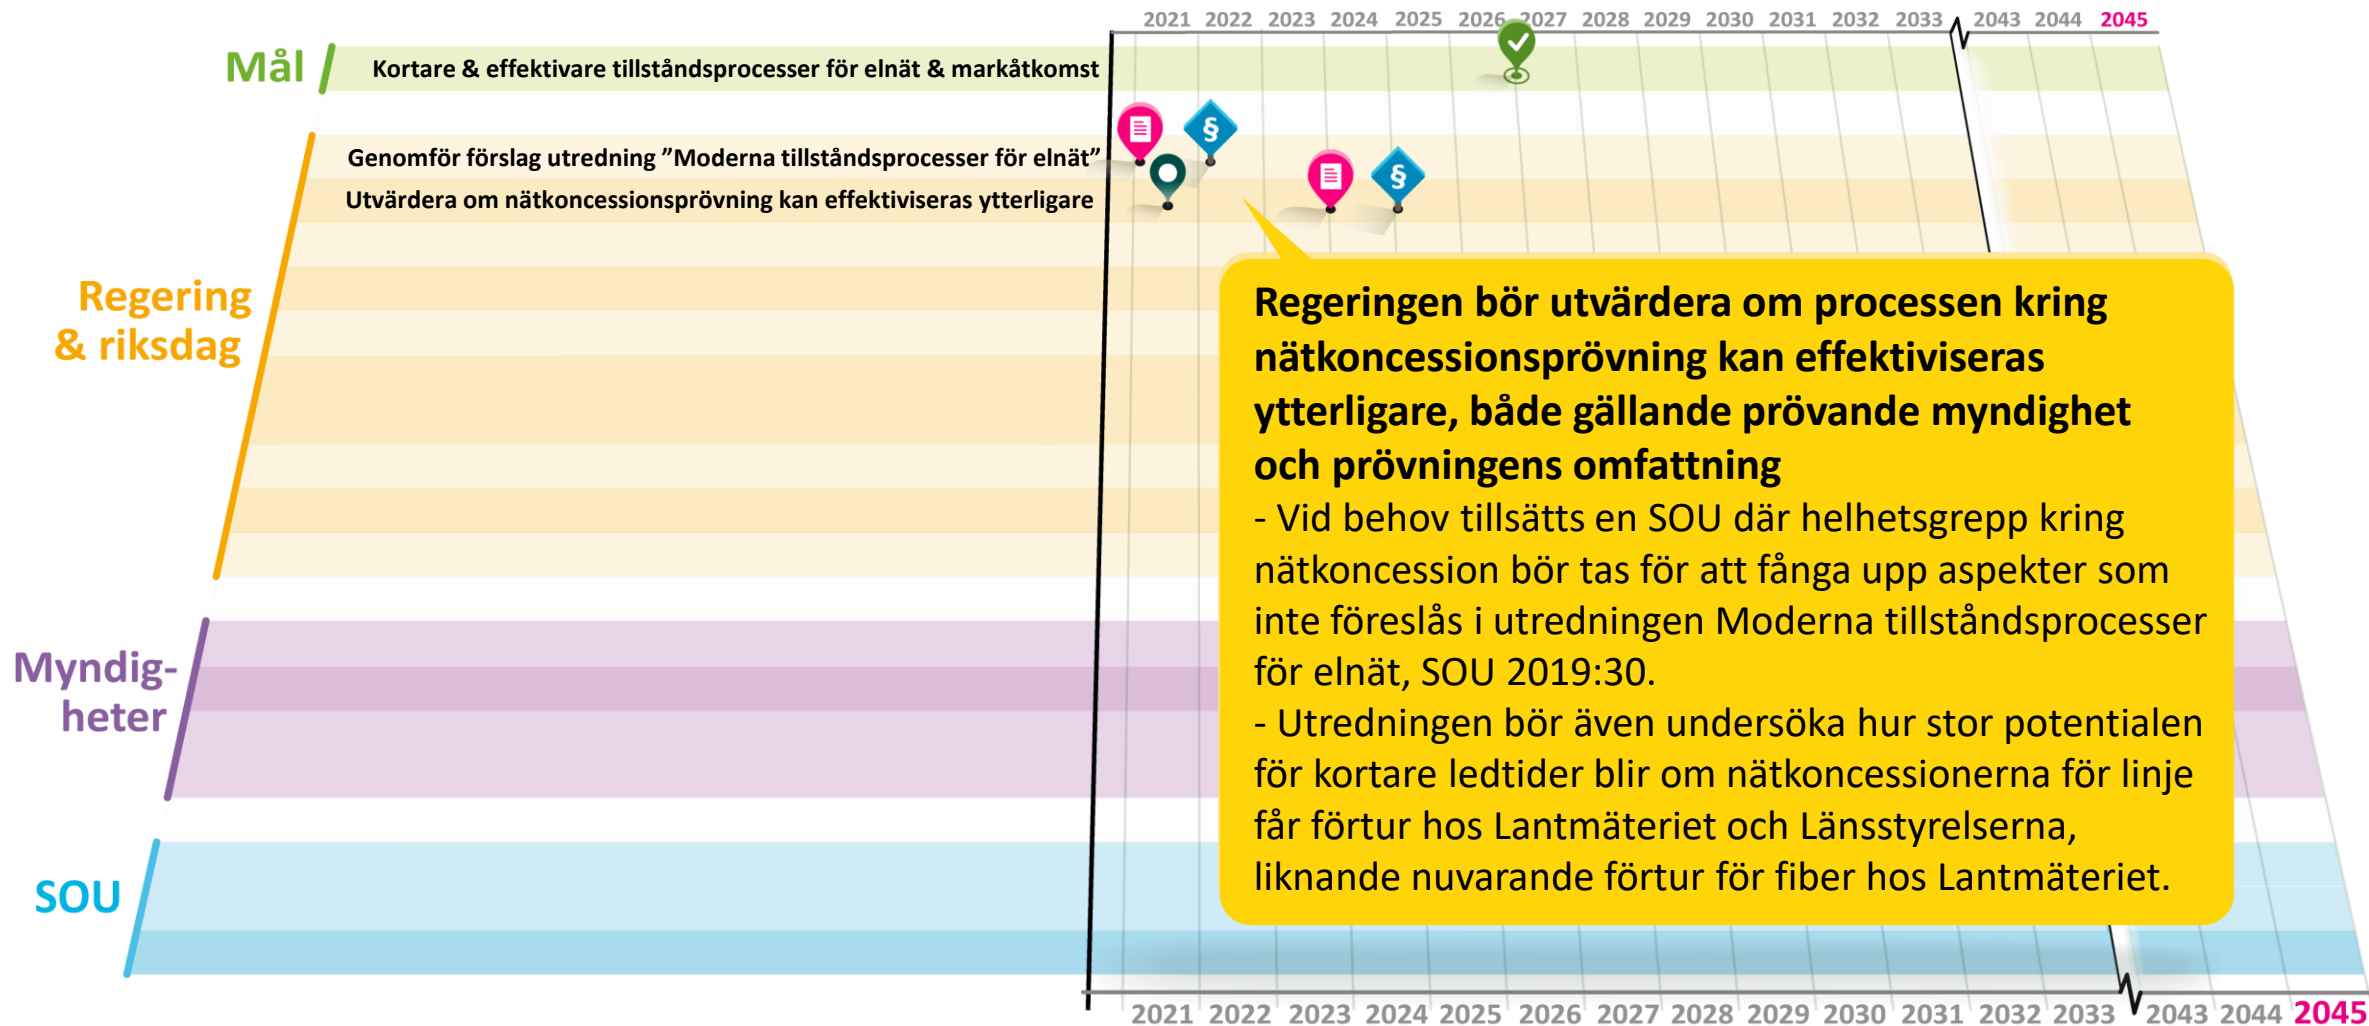 2021 2022 2023 2024 2025 2026 2027 2028 2029 2030 2031 2032 2033 2043 2044 2045
Mål
Kortare & effektivare tillståndsprocesser för elnät & markåtkomst
§
Genomför förslag utredning ”Moderna tillståndsprocesser för elnät”
§
Utvärdera om nätkoncessionsprövning kan effektiviseras ytterligare
Regering
& riksdag
Regeringen bör utvärdera om processen kring
nätkoncessionsprövning kan effektiviseras
ytterligare, både gällande prövande myndighet
och prövningens omfattning
- Vid behov tillsätts en SOU där helhetsgrepp kring
nätkoncession bör tas för att fånga upp aspekter som
inte föreslås i utredningen Moderna tillståndsprocesser
för elnät, SOU 2019:30.
- Utredningen bör även undersöka hur stor potentialen
för kortare ledtider blir om nätkoncessionerna för linje
får förtur hos Lantmäteriet och Länsstyrelserna,
liknande nuvarande förtur för fiber hos Lantmäteriet.
Myndig-
heter
SOU
2021 2022 2023 2024 2025 2026 2027 2028 2029 2030 2031 2032 2033 2043 2044 2045